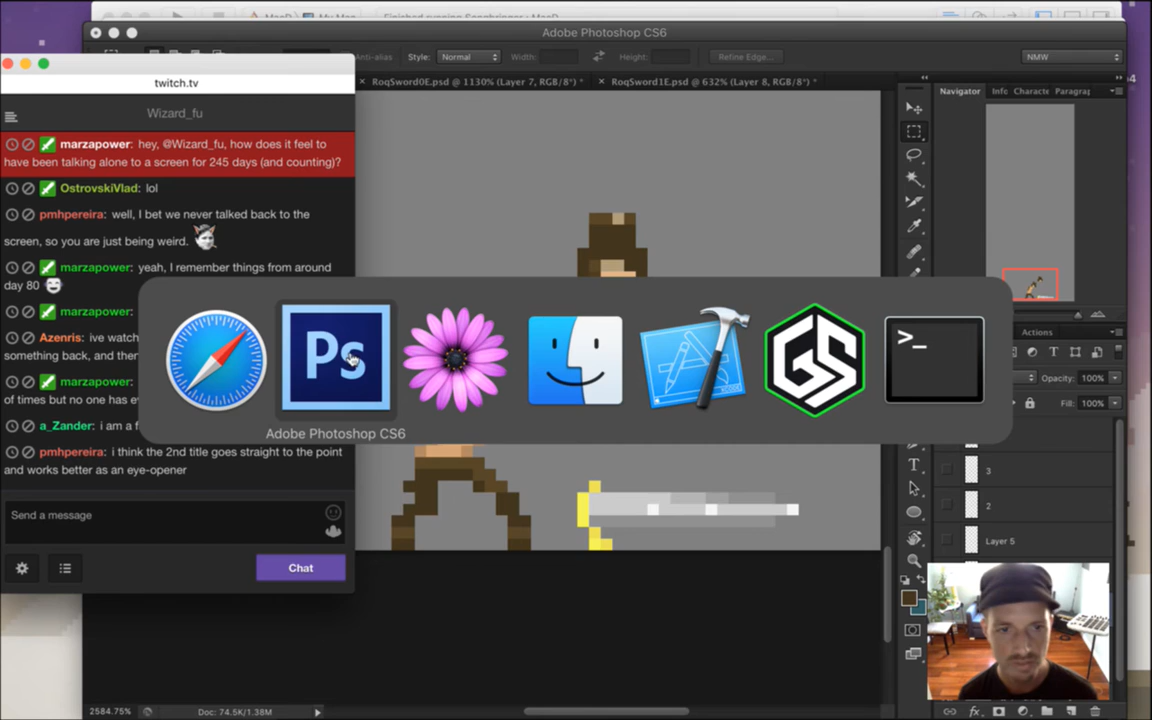 Adobe Photoshop CS6
Anti-alias
Style: Normal
Width:
Height:
Refine Edge...
NMW
twitch.tv
RoqSword0E.psd @ 1130% (Layer 7, RGB/8*) *
RoqSword1E.psd @ 632% (Layer 8, RGB/8*) *
Navigator
Info
Characte
Paragrap
Wizard_fu
marzapower: hey, @Wizard_fu, how does it feel to
have been talking alone to a screen for 245 days (and counting)?
OstrovskiVlad: lol
pmhpereira: well, I bet we never talked back to the
screen, so you are just being weird.
marzapower: yeah, I remember things from around
day 80
marzapower:
Azenris: ive watch
something back, and then
marzapower:
of times but no one has e
a_Zander: i am a f
pmhpereira: i think the 2nd title goes straight to the point
and works better as an eye-opener
Send a message
Chat
Ps
GS
>_
Adobe Photoshop CS6
Actions
Opacity: 100%
Fill: 100%
3
2
Layer 5
2584.75%
Doc: 74.5K/1.38M
fx